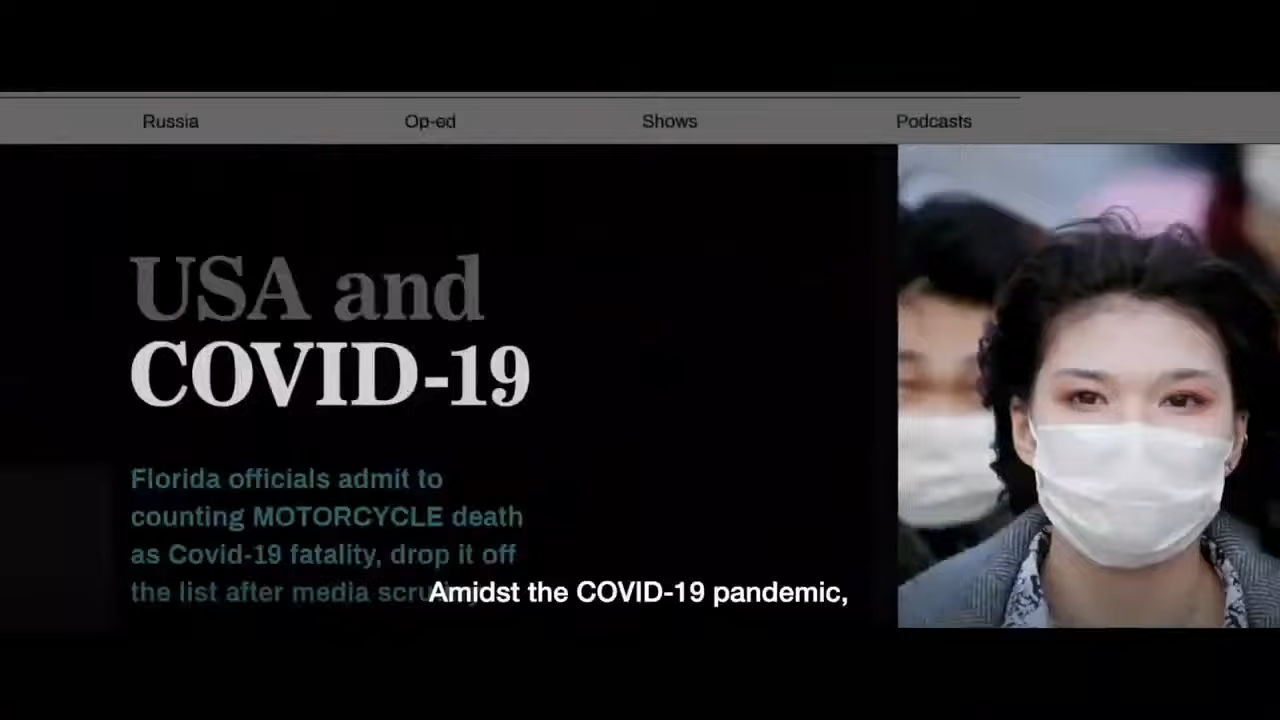 Russia Op-ed Shows Podcasts
USA and
COVID-19
Florida officials admit to
counting MOTORCYCLE death
as Covid-19 fatality, drop it off
the list after media
Amidst the COVID-19 pandemic,